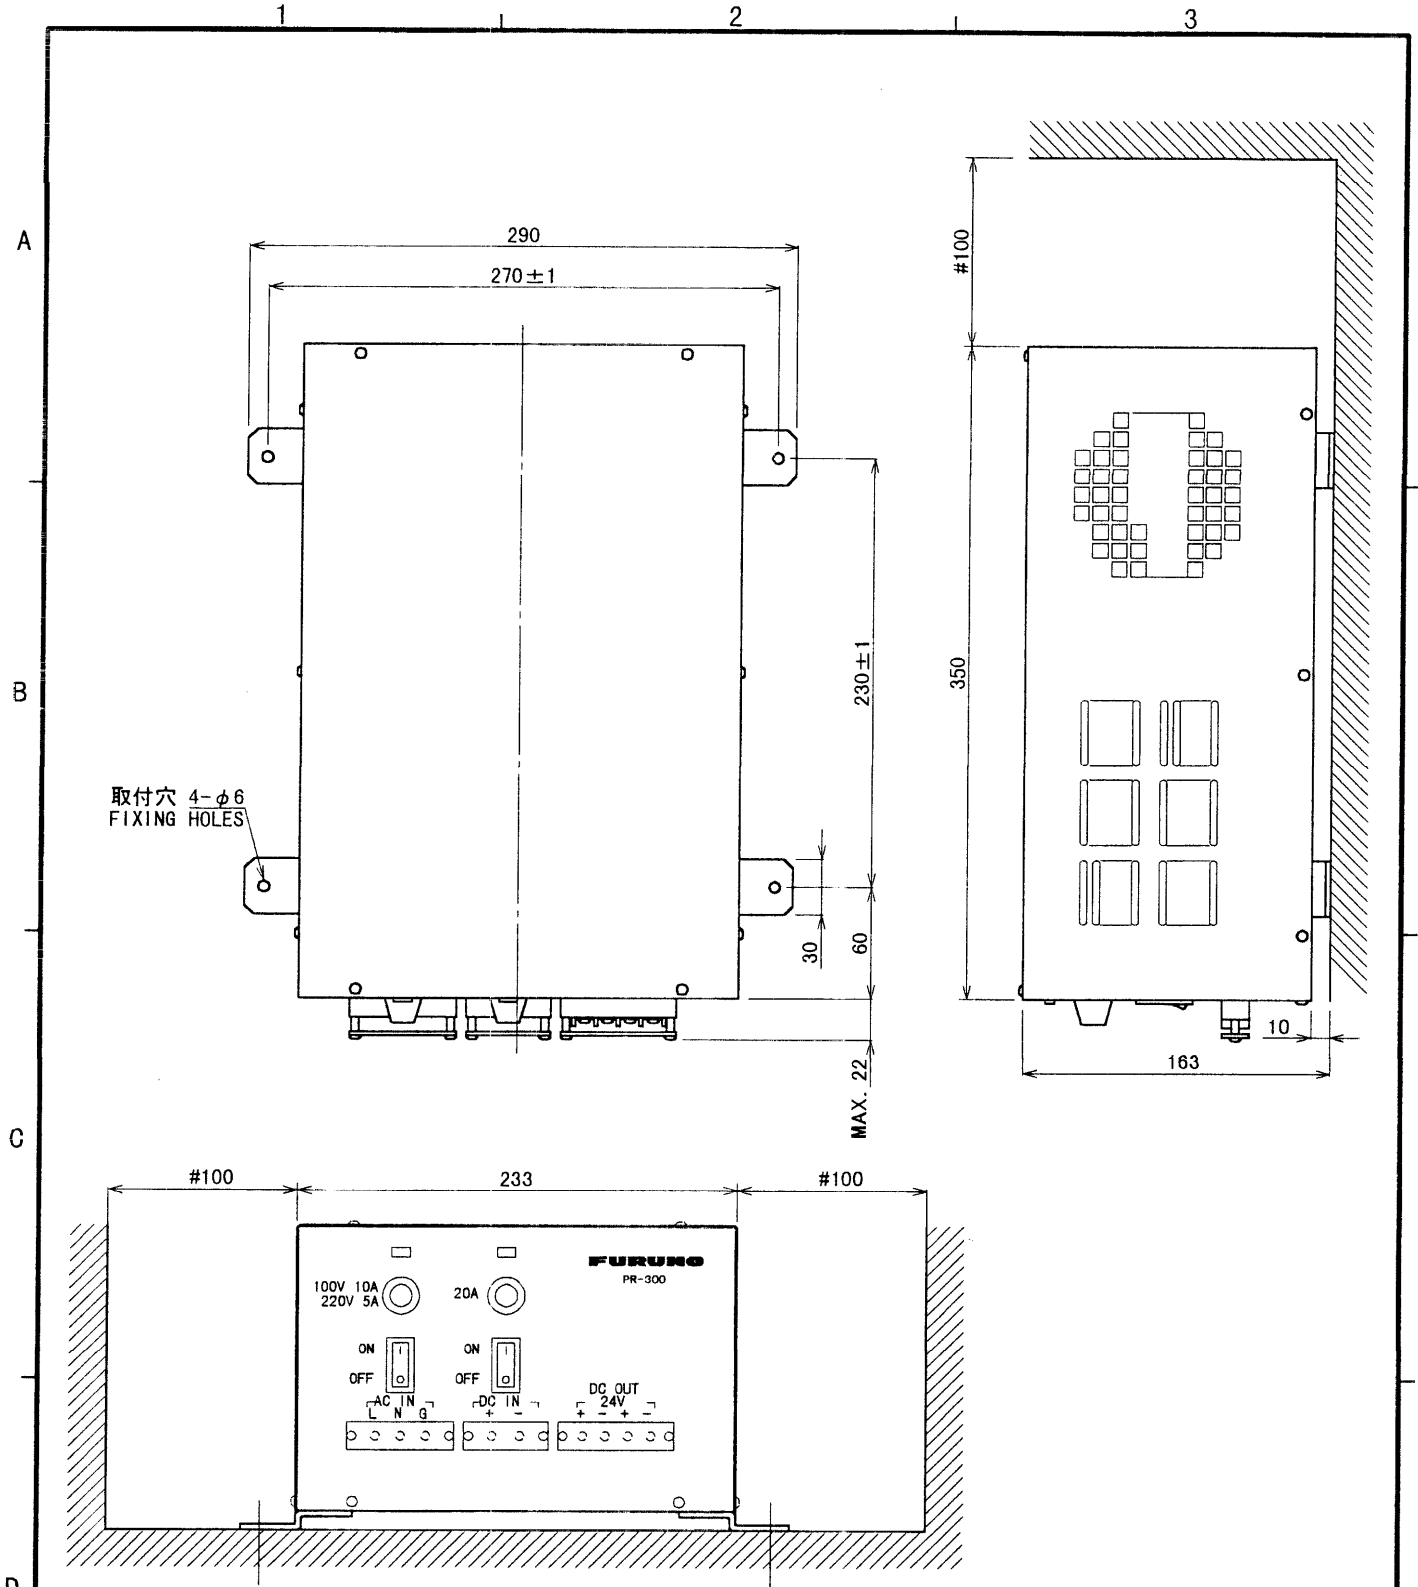 1
2
3
A
290
#100
270±1
B
230±1
350
取付穴 4-φ6
FIXING HOLES
30
60
10
163
MAX. 22
C
#100
233
#100
FURUNO
PR-300
100V 10A
220V 5A
20A
ON
ON
OFF
OFF
AC IN
DC IN
DC OUT
24V
L N G
+ -
+ - + -
D